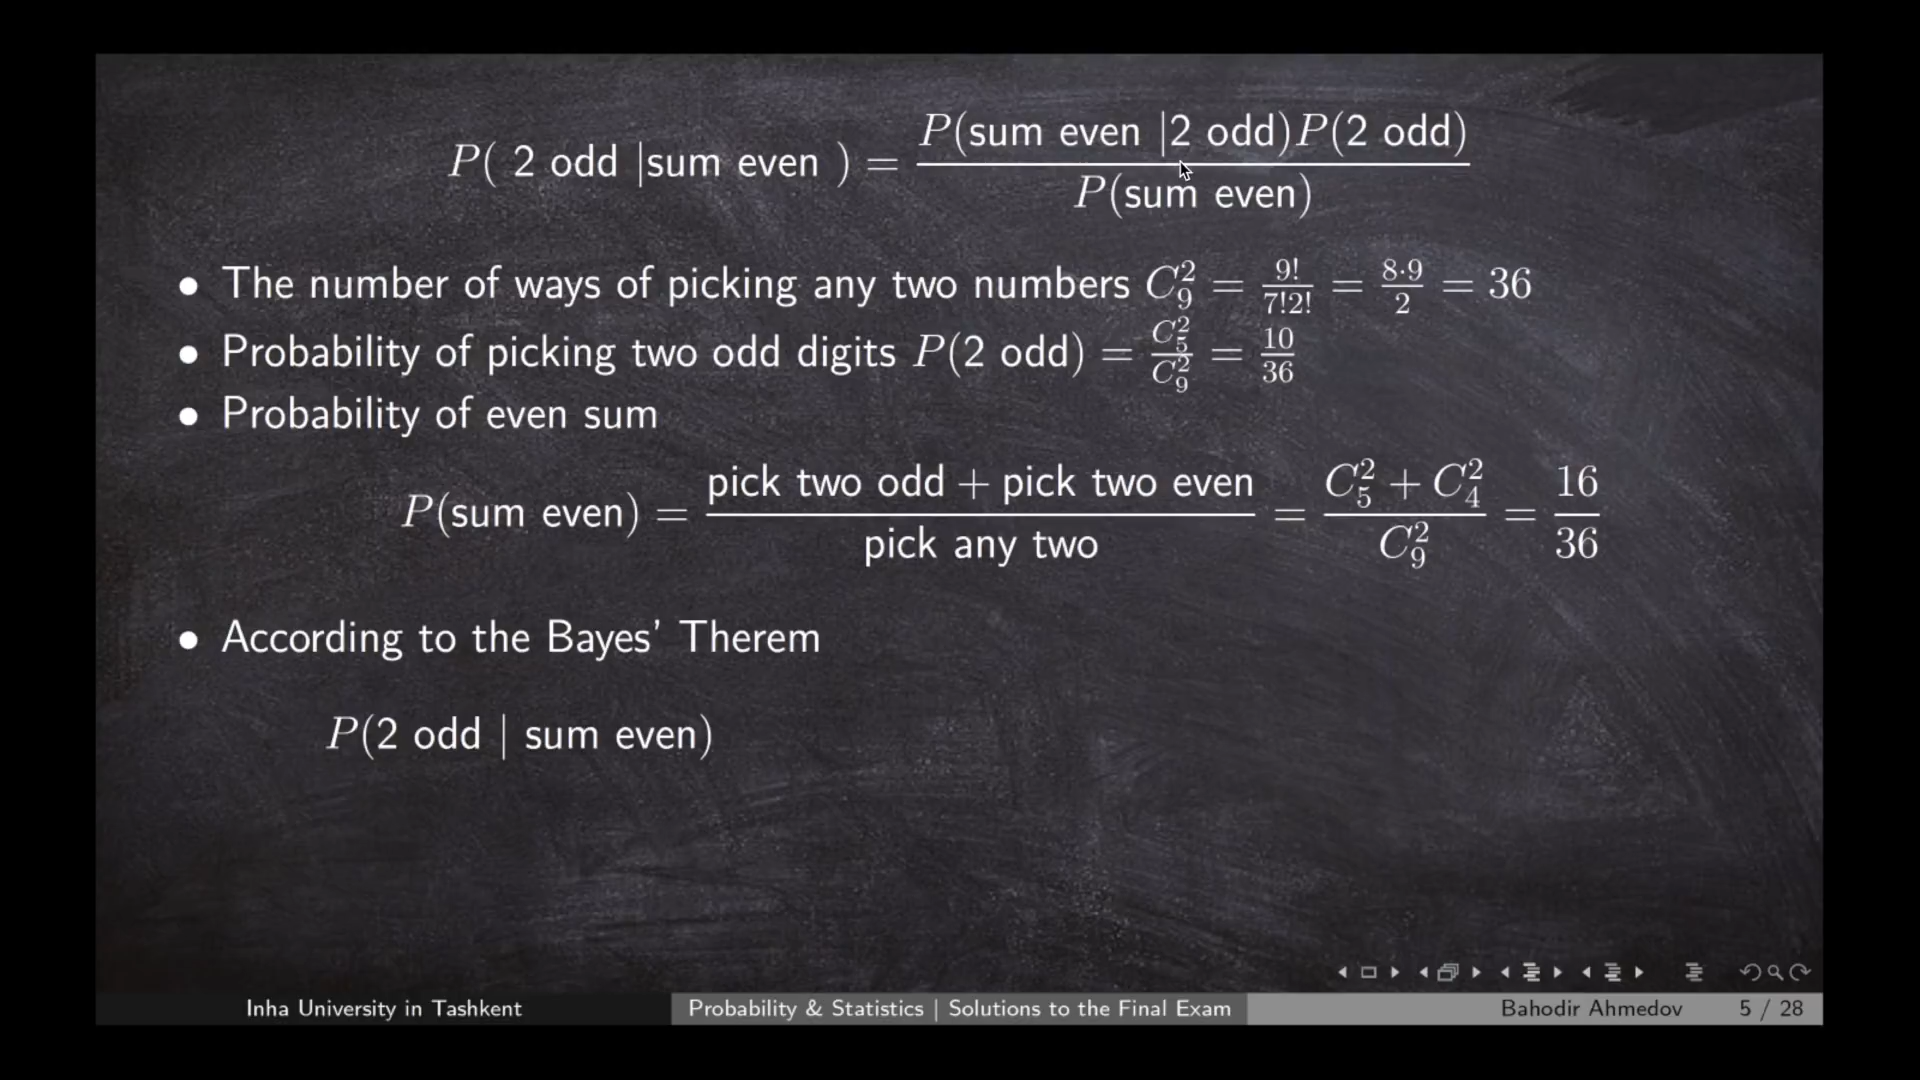 P( 2 odd |sum even ) = P(sum even |2 odd)P(2 odd) / P(sum even)
• The number of ways of picking any two numbers C_9^2 = 9!/7!2! = 8·9/2 = 36
• Probability of picking two odd digits P(2 odd) = C_5^2/C_9^2 = 10/36
• Probability of even sum
P(sum even) = pick two odd + pick two even / pick any two = C_5^2 + C_4^2 / C_9^2 = 16/36
• According to the Bayes' Therem
P(2 odd | sum even)
Inha University in Tashkent Probability & Statistics | Solutions to the Final Exam Bahodir Ahmedov 5 / 28